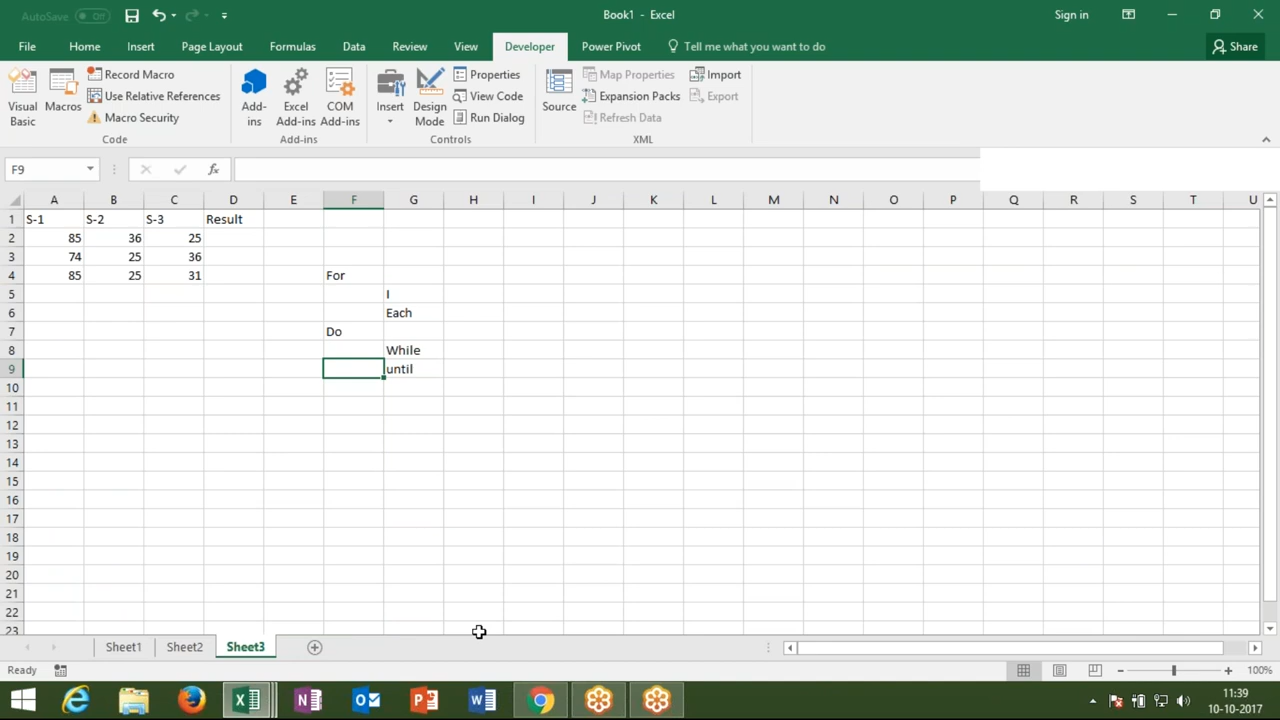 AutoSave Off Book1 - Excel Sign in
File Home Insert Page Layout Formulas Data Review View Developer Power Pivot Tell me what you want to do Share
Visual Basic
Macros
Record Macro
Use Relative References
Macro Security
Code
Add-ins
Excel Add-ins
COM Add-ins
Add-ins
Insert
Design Mode
Properties
View Code
Run Dialog
Controls
Source
Map Properties
Expansion Packs
Refresh Data
Import
Export
XML
F9 fx
A B C D E F G H I J K L M N O P Q R S T U
1 S-1 S-2 S-3 Result
2 85 36 25
3 74 25 36
4 85 25 31 For
5 I
6 Each
7 Do
8 While
9 until
10
11
12
13
14
15
16
17
18
19
20
21
22
23
Sheet1 Sheet2 Sheet3
Ready 100%
11:39
10-10-2017